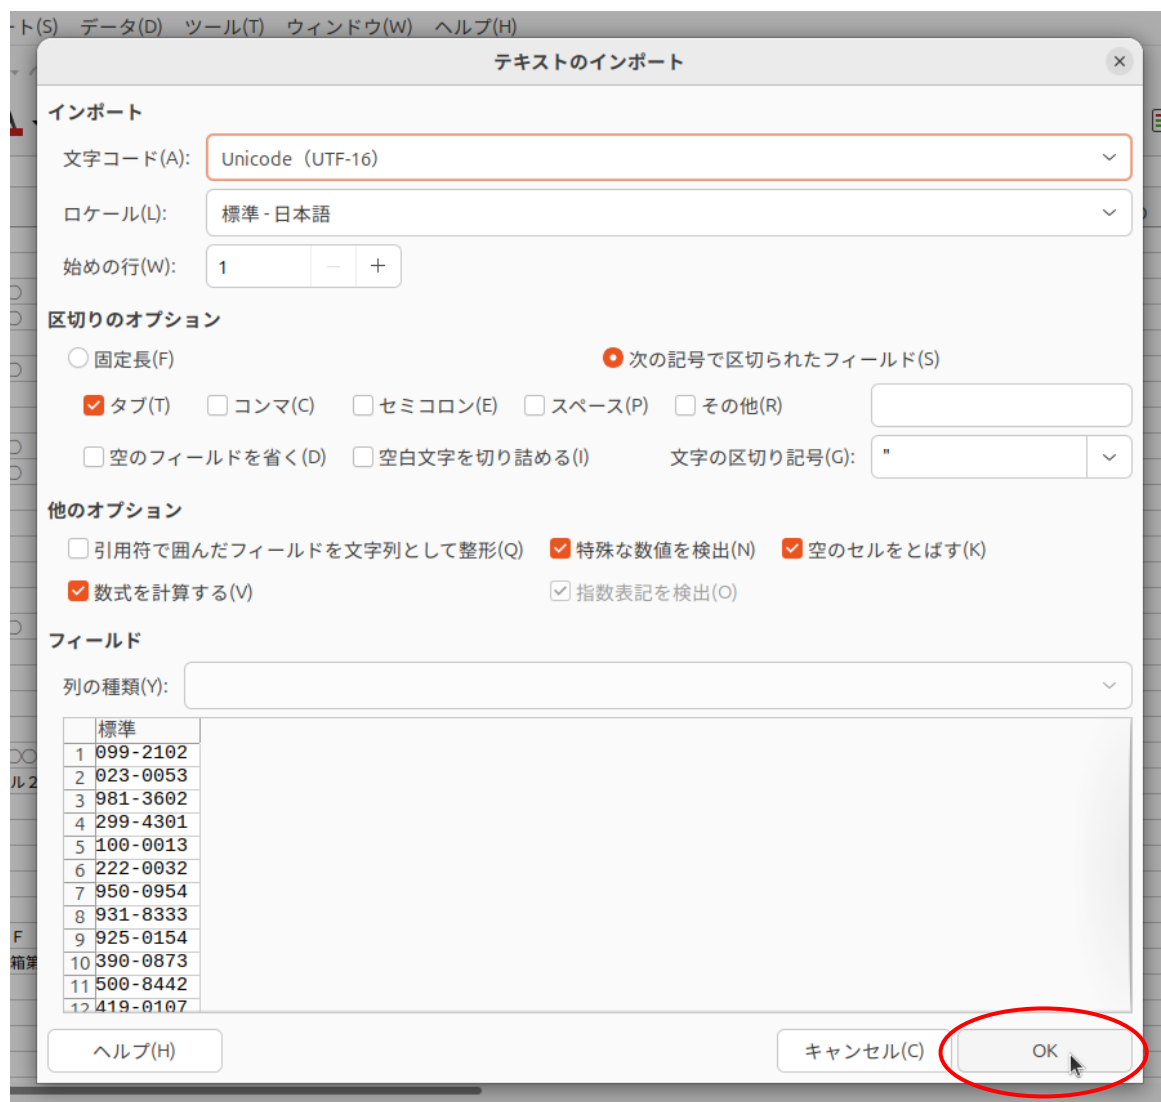 ート(S) データ(D) ツール(T) ウィンドウ(W) ヘルプ(H)
テキストのインポート
インポート
文字コード(A): Unicode（UTF-16）
ロケール(L): 標準 - 日本語
始めの行(W): 1
区切りのオプション
固定長(F) 次の記号で区切られたフィールド(S)
タブ(T) コンマ(C) セミコロン(E) スペース(P) その他(R)
空のフィールドを省く(D) 空白文字を切り詰める(I) 文字の区切り記号(G): "
他のオプション
引用符で囲んだフィールドを文字列として整形(Q) 特殊な数値を検出(N) 空のセルをとばす(K)
数式を計算する(V) 指数表記を検出(O)
フィールド
列の種類(Y):
標準
1 099-2102
2 023-0053
3 981-3602
ル2
4 299-4301
5 100-0013
6 222-0032
7 950-0954
8 931-8333
F
9 925-0154
箱第
10 390-0873
11 500-8442
12 419-0107
ヘルプ(H) キャンセル(C) OK